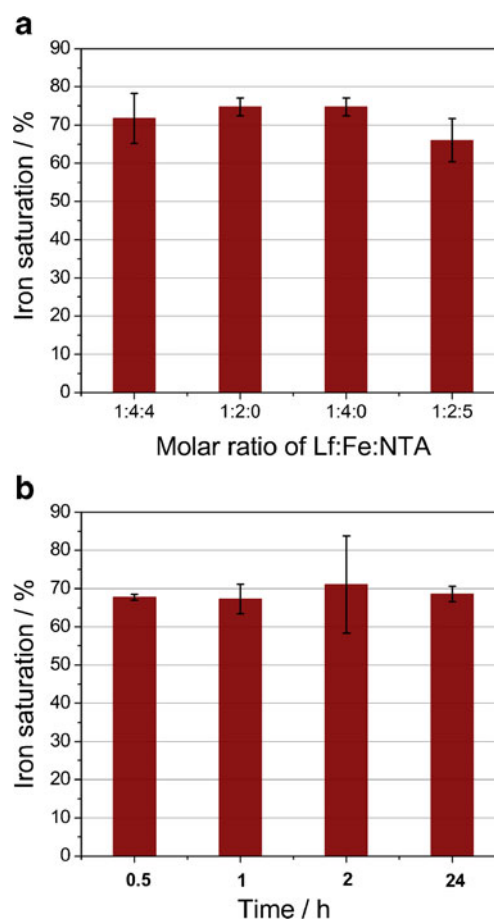 a
Iron saturation / %
90
80
70
60
50
40
30
20
10
0
1:4:4 1:2:0 1:4:0 1:2:5
Molar ratio of Lf:Fe:NTA
b
Iron saturation / %
90
80
70
60
50
40
30
20
10
0
0.5 1 2 24
Time / h